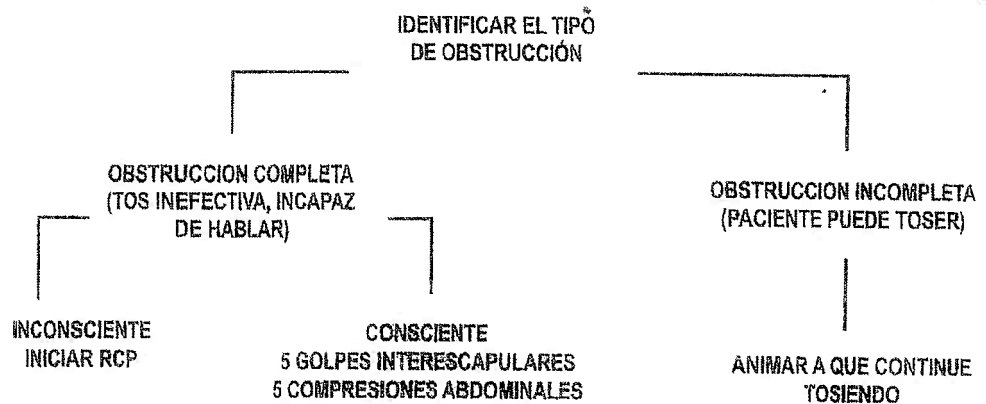 IDENTIFICAR EL TIPO
DE OBSTRUCCIÓN
OBSTRUCCION COMPLETA
(TOS INEFECTIVA, INCAPAZ
DE HABLAR)
OBSTRUCCION INCOMPLETA
(PACIENTE PUEDE TOSER)
INCONSCIENTE
INICIAR RCP
CONSCIENTE
5 GOLPES INTERESCAPULARES
5 COMPRESIONES ABDOMINALES
ANIMAR A QUE CONTINUE
TOSIENDO